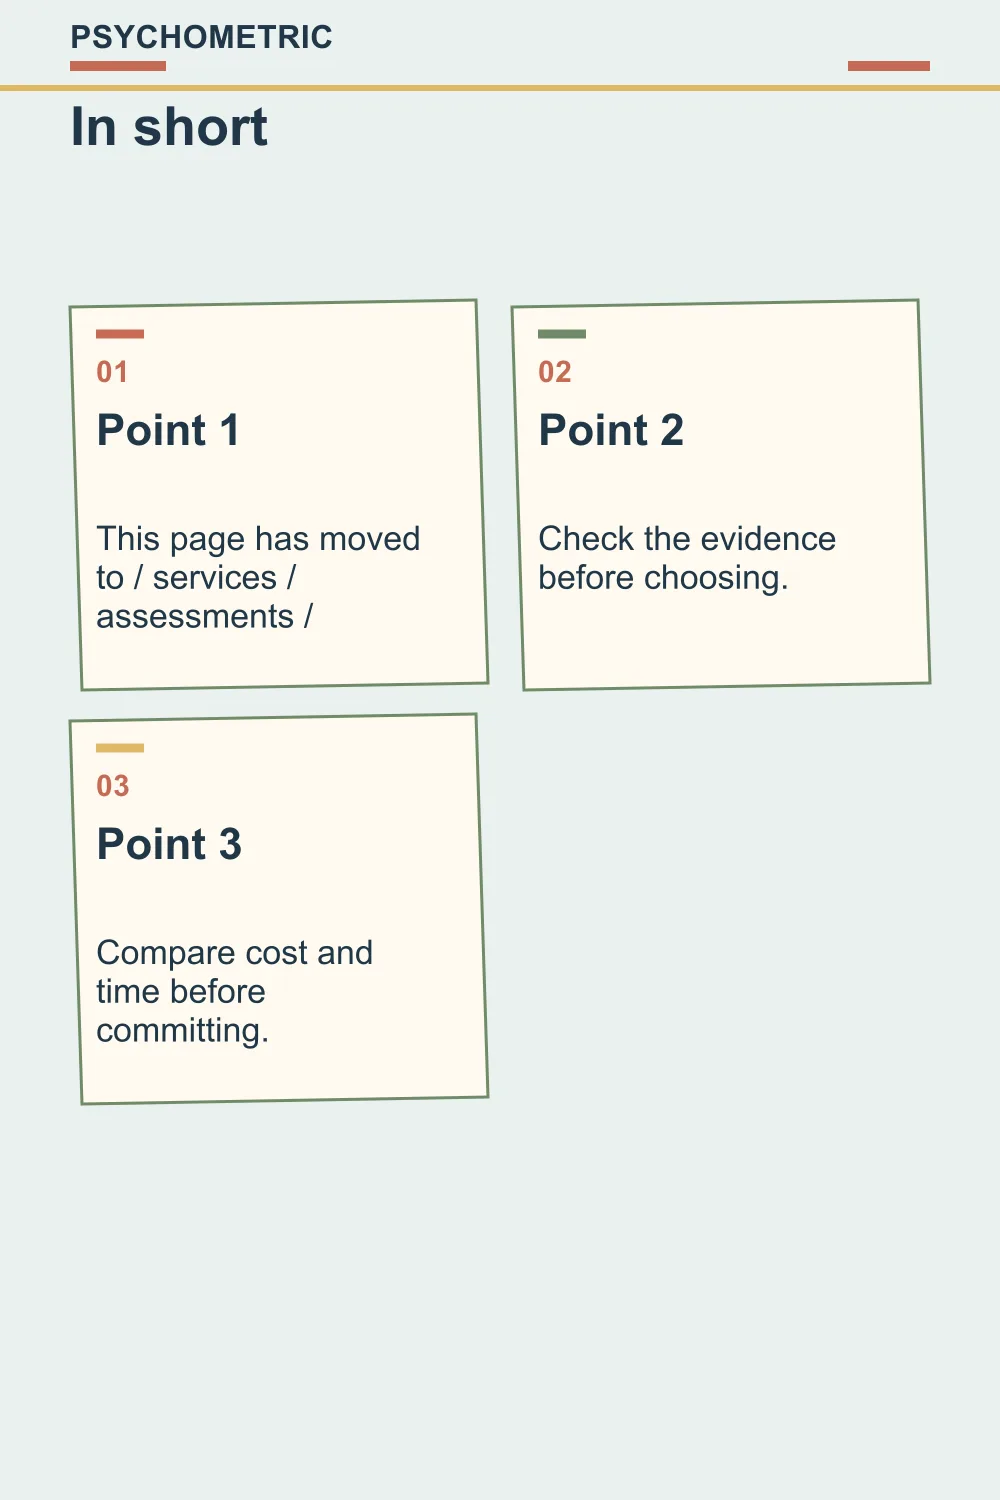 PSYCHOMETRIC
In short
01
Point 1
This page has moved
to / services /
assessments /
02
Point 2
Check the evidence
before choosing.
03
Point 3
Compare cost and
time before
committing.